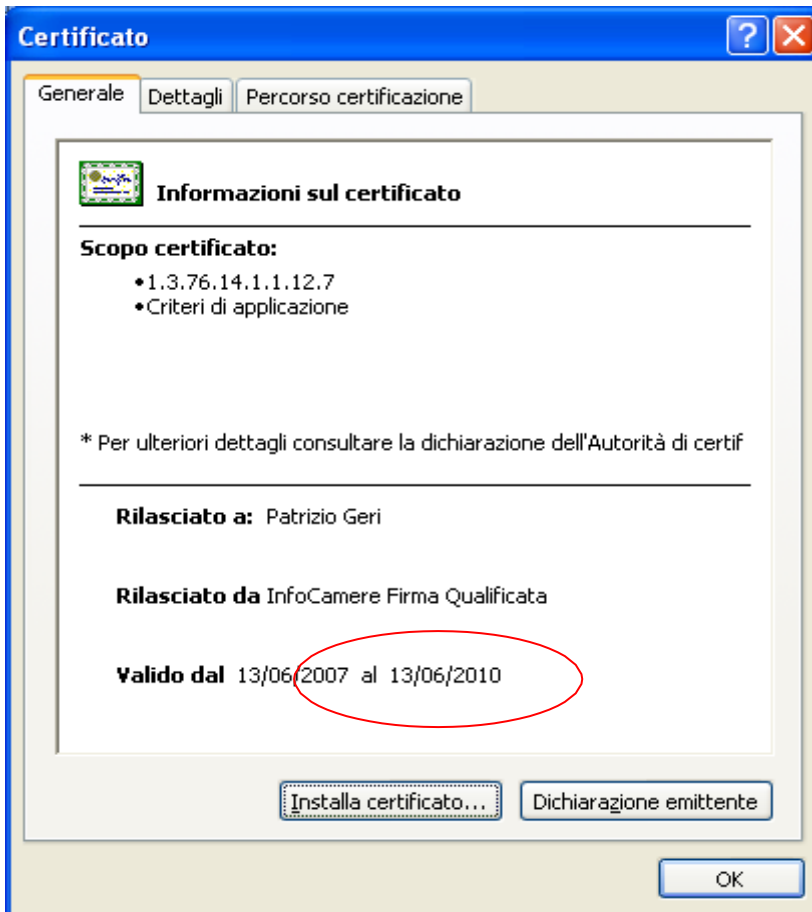 Certificato
Generale Dettagli Percorso certificazione
Informazioni sul certificato
Scopo certificato:
•1.3.76.14.1.1.12.7
•Criteri di applicazione
* Per ulteriori dettagli consultare la dichiarazione dell'Autorità di certif
Rilasciato a: Patrizio Geri
Rilasciato da InfoCamere Firma Qualificata
Valido dal 13/06/2007 al 13/06/2010
Installa certificato... Dichiarazione emittente
OK